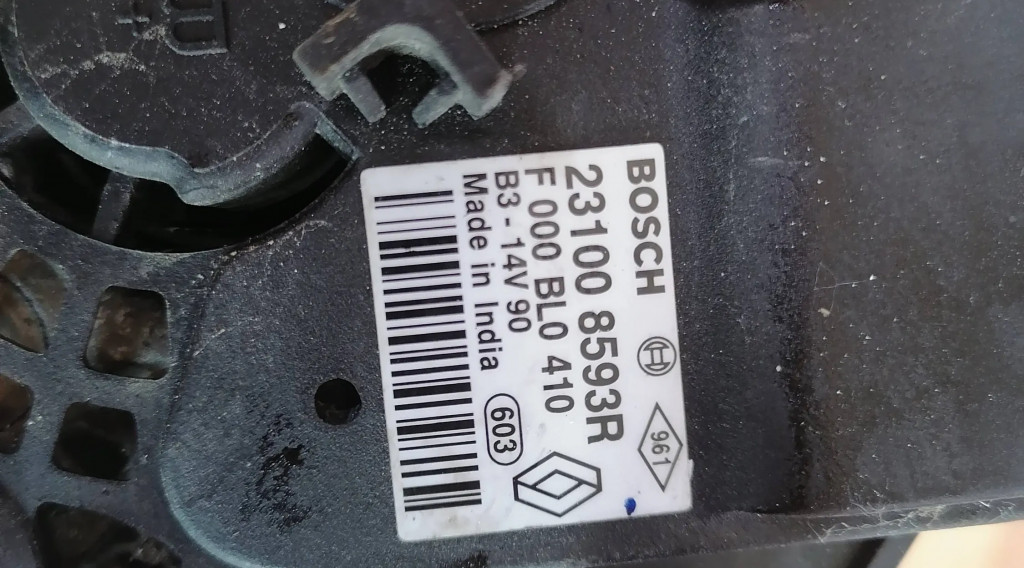 BOSCH
961
23100 8593R
F 000 BL0 410
B3 - 14V 90
Made in India
603
B+